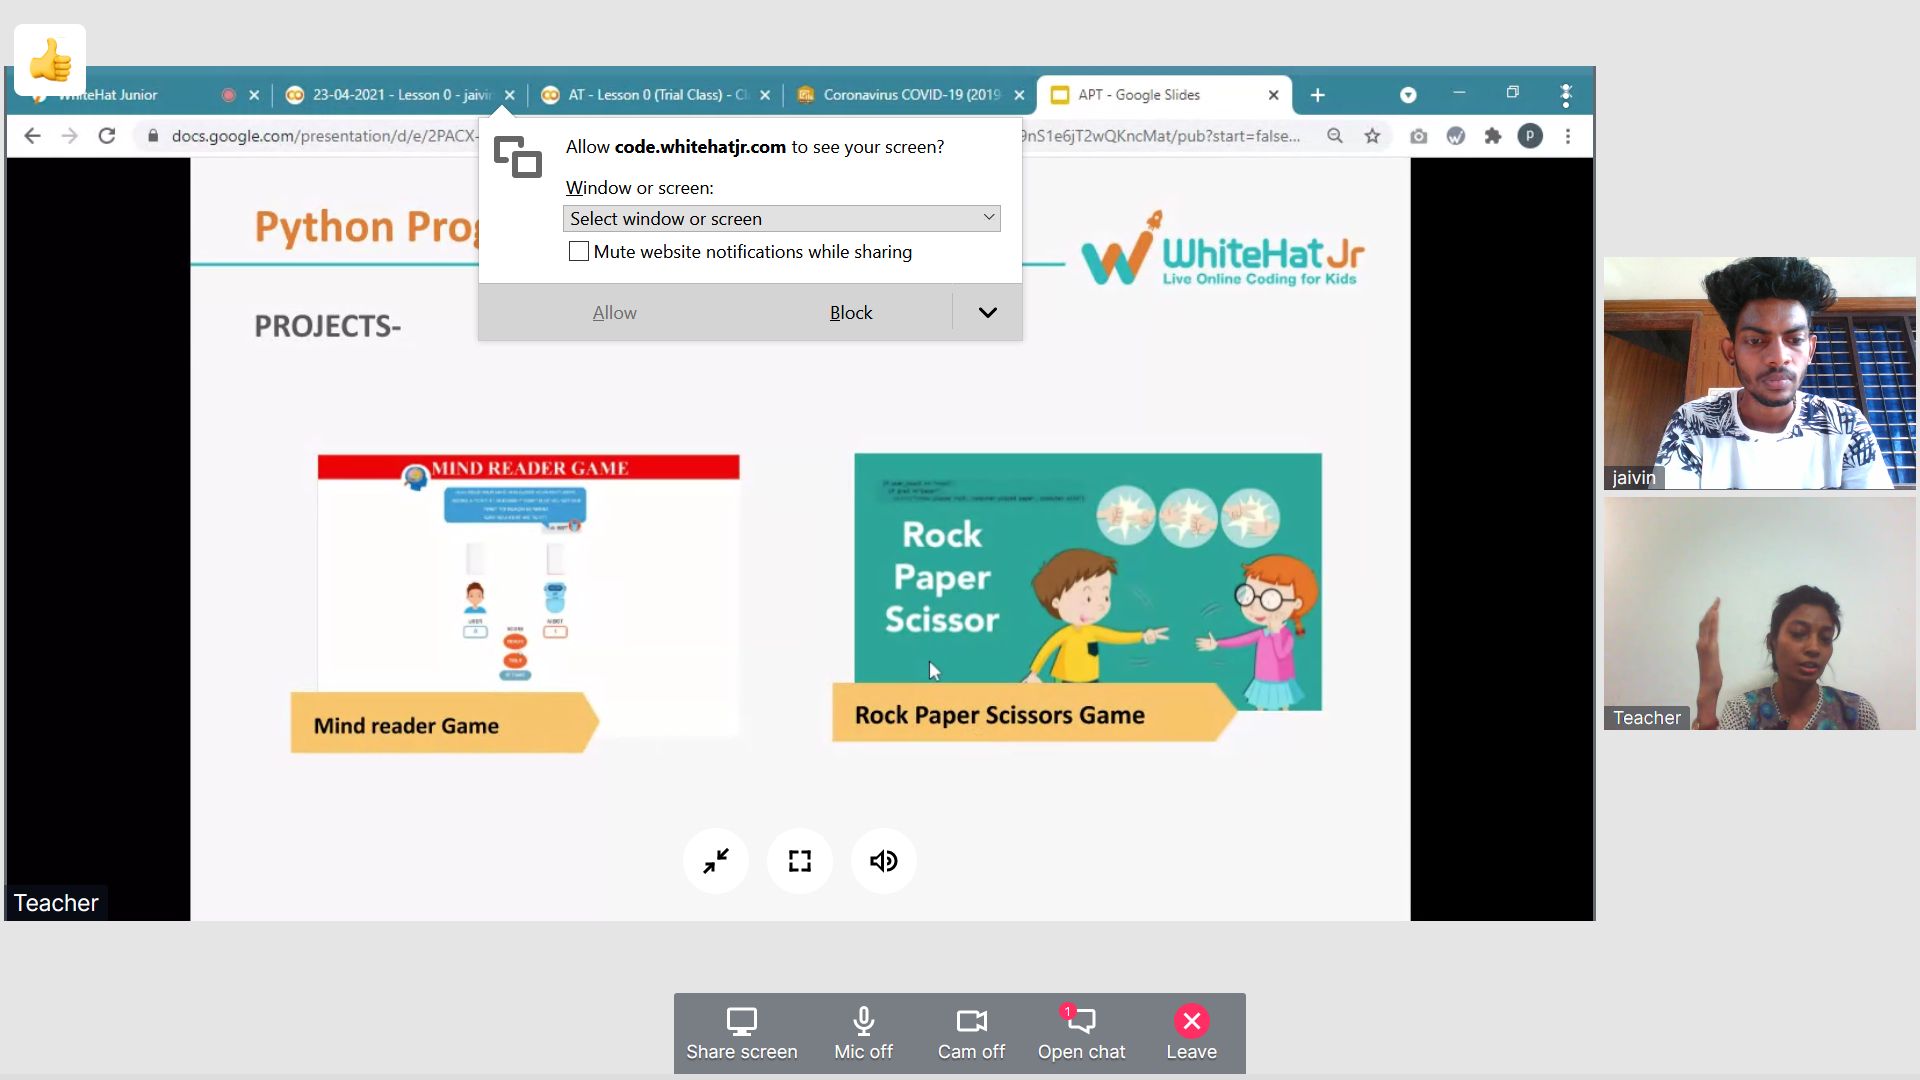 WhiteHat Junior
23-04-2021 - Lesson 0 - jaivin
AT - Lesson 0 (Trial Class) - Cl
Coronavirus COVID-19 (2019
APT - Google Slides
docs.google.com/presentation/d/e/2PACX-
9nS1e6jT2wQKncMat/pub?start=false...
P
Allow code.whitehatjr.com to see your screen?
Window or screen:
Select window or screen
Mute website notifications while sharing
Allow
Block
Python Prog
WhiteHat Jr
Live Online Coding for Kids
PROJECTS-
MIND READER GAME
Rock
Paper
Scissor
Mind reader Game
Rock Paper Scissors Game
jaivin
Teacher
Teacher
1
Share screen
Mic off
Cam off
Open chat
Leave